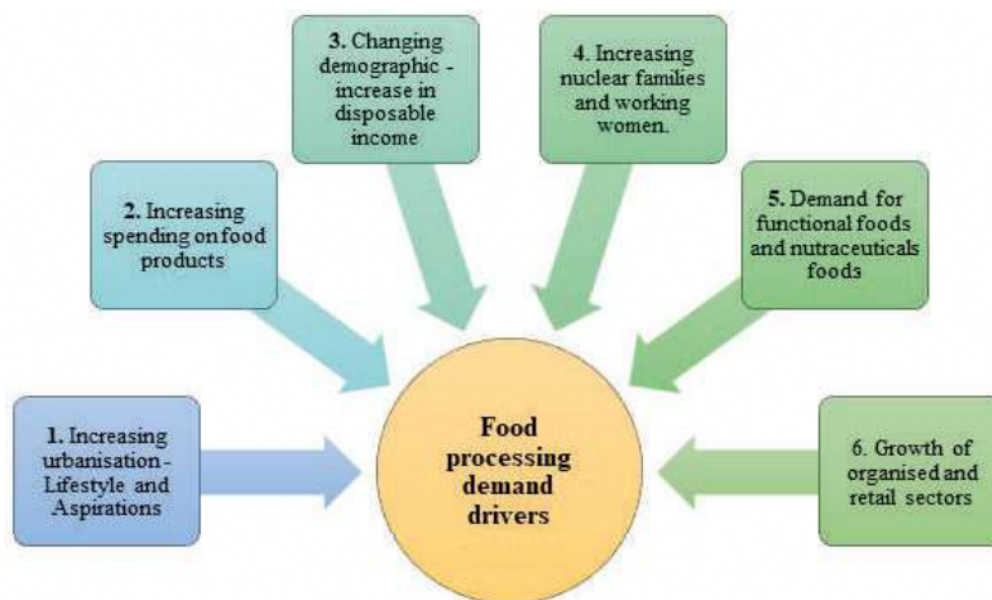 1. Increasing
urbanisation-
Lifestyle and
Aspirations
2. Increasing
spending on food
products
3. Changing
demographic -
increase in
disposable
income
4. Increasing
nuclear families
and working
women.
5. Demand for
functional foods
and nutraceuticals
foods
6. Growth of
organised and
retail sectors
Food
processing
demand
drivers